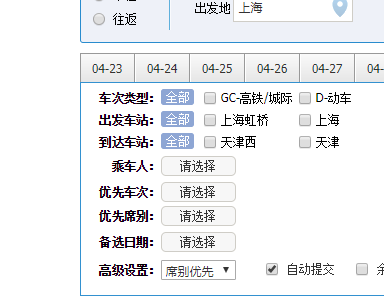 往返 出发地 上海
04-23 04-24 04-25 04-26 04-27
车次类型: 全部 GC-高铁/城际 D-动车
出发车站: 全部 上海虹桥 上海
到达车站: 全部 天津西 天津
乘车人: 请选择
优先车次: 请选择
优先席别: 请选择
备选日期: 请选择
高级设置: 席别优先 自动提交